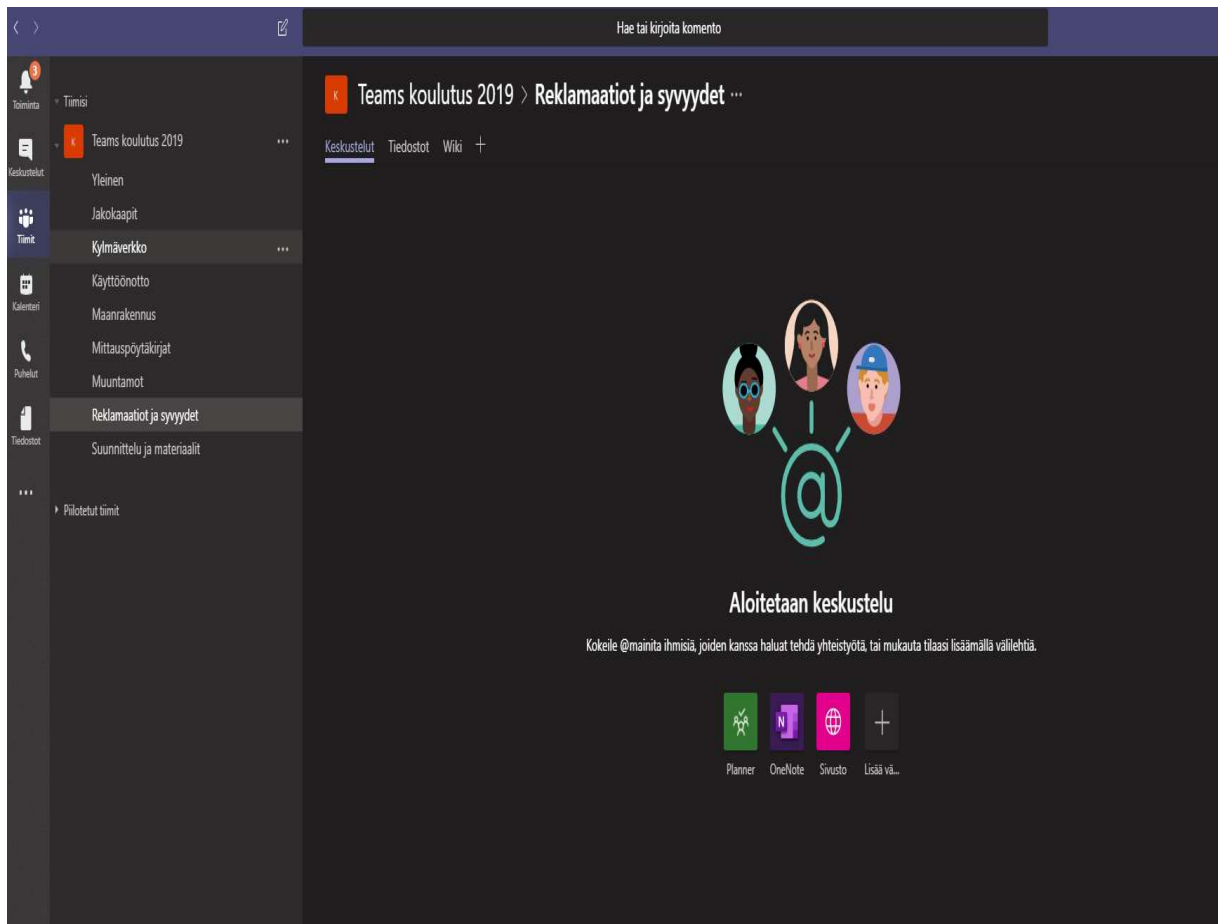 Hae tai kirjoita komento
3
Toiminta
Keskustelut
Tiimit
Kalenteri
Puhelut
Tiedostot
Tiimisi
K Teams koulutus 2019
Yleinen
Jakokaapit
Kylmäverkko
Käyttöönotto
Maanrakennus
Mittauspöytäkirjat
Muuntamot
Reklamaatiot ja syvyydet
Suunnittelu ja materiaalit
Piilotetut tiimit
K Teams koulutus 2019 > Reklamaatiot ja syvyydet ...
Keskustelut Tiedostot Wiki +
@
Aloitetaan keskustelu
Kokeile @mainita ihmisiä, joiden kanssa haluat tehdä yhteistyötä, tai mukauta tilaasi lisäämällä välilehtiä.
N
Planner OneNote Sivusto Lisää vä...